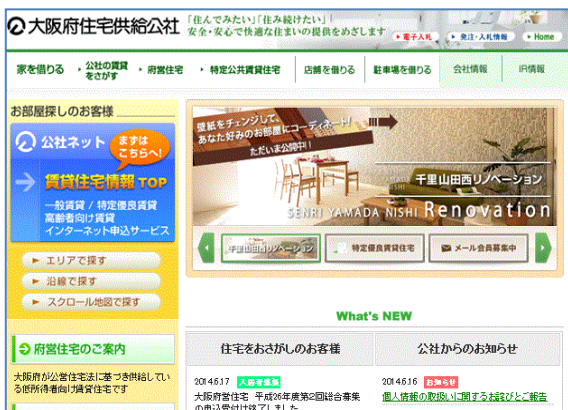 大阪府住宅供給公社
「住んでみたい」「住み続けたい」
安全・安心で快適な住まいの提供をめざします
電子入札
発注・入札情報
Home
家を借りる
公社の賃貸
をさがす
府営住宅
特定公共賃貸住宅
店舗を借りる
駐車場を借りる
会社情報
IR情報
お部屋探しのお客様
公社ネット
まずは
こちらへ!
賃貸住宅情報 TOP
一般賃貸 / 特定優良賃貸
高齢者向け賃貸
インターネット申込サービス
エリアで探す
沿線で探す
スクロール地図で探す
府営住宅のご案内
大阪府が公営住宅法に基づき供給してい
る低所得者向け賃貸住宅です
壁紙をチェンジして、
あなた好みのお部屋にコーディネート!
ただいま公開中!
千里山田西リノベーション
SENRI YAMADA NISHI Renovation
千里山田西リノベーション
特定優良賃貸住宅
メール会員募集中
What's NEW
住宅をおさがしのお客様
2014.6.17 入居者募集
大阪府営住宅 平成26年度第2回総合募集
の申込受付は終了しました
公社からのお知らせ
2014.6.16 お知らせ
個人情報の取扱いに関するお詫びとご報告